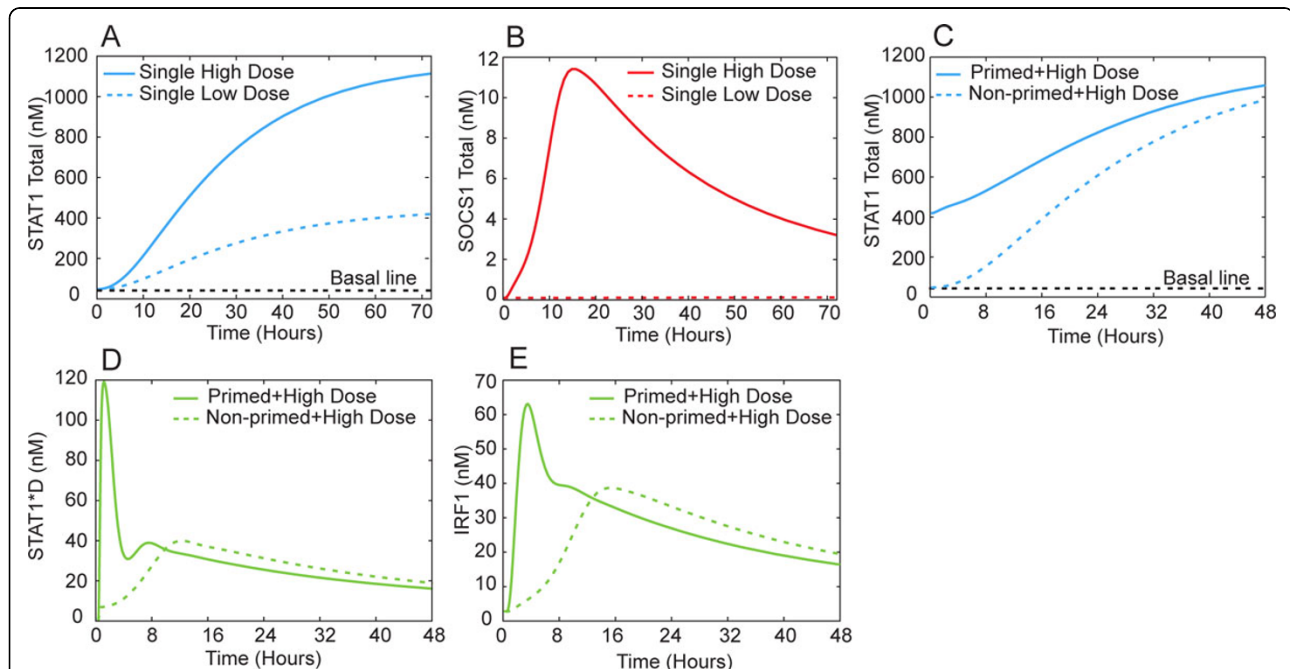 A
1200
1000
800
600
400
200
0
STAT1 Total (nM)
Single High Dose
Single Low Dose
Basal line
0 10 20 30 40 50 60 70
Time (Hours)
B
12
10
8
6
4
2
0
SOCS1 Total (nM)
Single High Dose
Single Low Dose
0 10 20 30 40 50 60 70
Time (Hours)
C
1200
1000
800
600
400
200
0
STAT1 Total (nM)
Primed+High Dose
Non-primed+High Dose
Basal line
0 8 16 24 32 40 48
Time (Hours)
D
120
100
80
60
40
20
0
STAT1*D (nM)
Primed+High Dose
Non-primed+High Dose
0 8 16 24 32 40 48
Time (Hours)
E
70
60
50
40
30
20
10
0
IRF1 (nM)
Primed+High Dose
Non-primed+High Dose
0 8 16 24 32 40 48
Time (Hours)